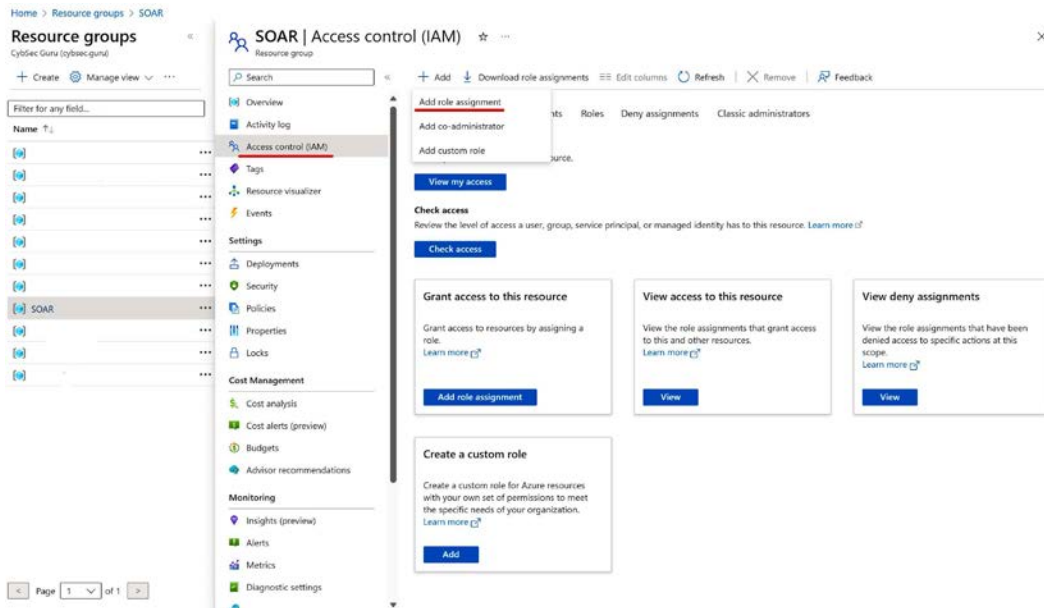 Home > Resource groups > SOAR
Resource groups
CybSec Guru (cybsec.guru)
+ Create
Manage view
Filter for any field...
Name ↑↓
SOAR
< Page 1 of 1 >
SOAR | Access control (IAM)
Resource group
Search
Overview
Activity log
Access control (IAM)
Tags
Resource visualizer
Events
Settings
Deployments
Security
Policies
Properties
Locks
Cost Management
Cost analysis
Cost alerts (preview)
Budgets
Advisor recommendations
Monitoring
Insights (preview)
Alerts
Metrics
Diagnostic settings
+ Add
Download role assignments
Edit columns
Refresh
Remove
Feedback
Add role assignment
Add co-administrator
Add custom role
Roles
Deny assignments
Classic administrators
View my access
Check access
Review the level of access a user, group, service principal, or managed identity has to this resource. Learn more
Check access
Grant access to this resource
Grant access to resources by assigning a
role.
Learn more
Add role assignment
View access to this resource
View the role assignments that grant access
to this and other resources.
Learn more
View
View deny assignments
View the role assignments that have been
denied access to specific actions at this
scope.
Learn more
View
Create a custom role
Create a custom role for Azure resources
with your own set of permissions to meet
the specific needs of your organization.
Learn more
Add